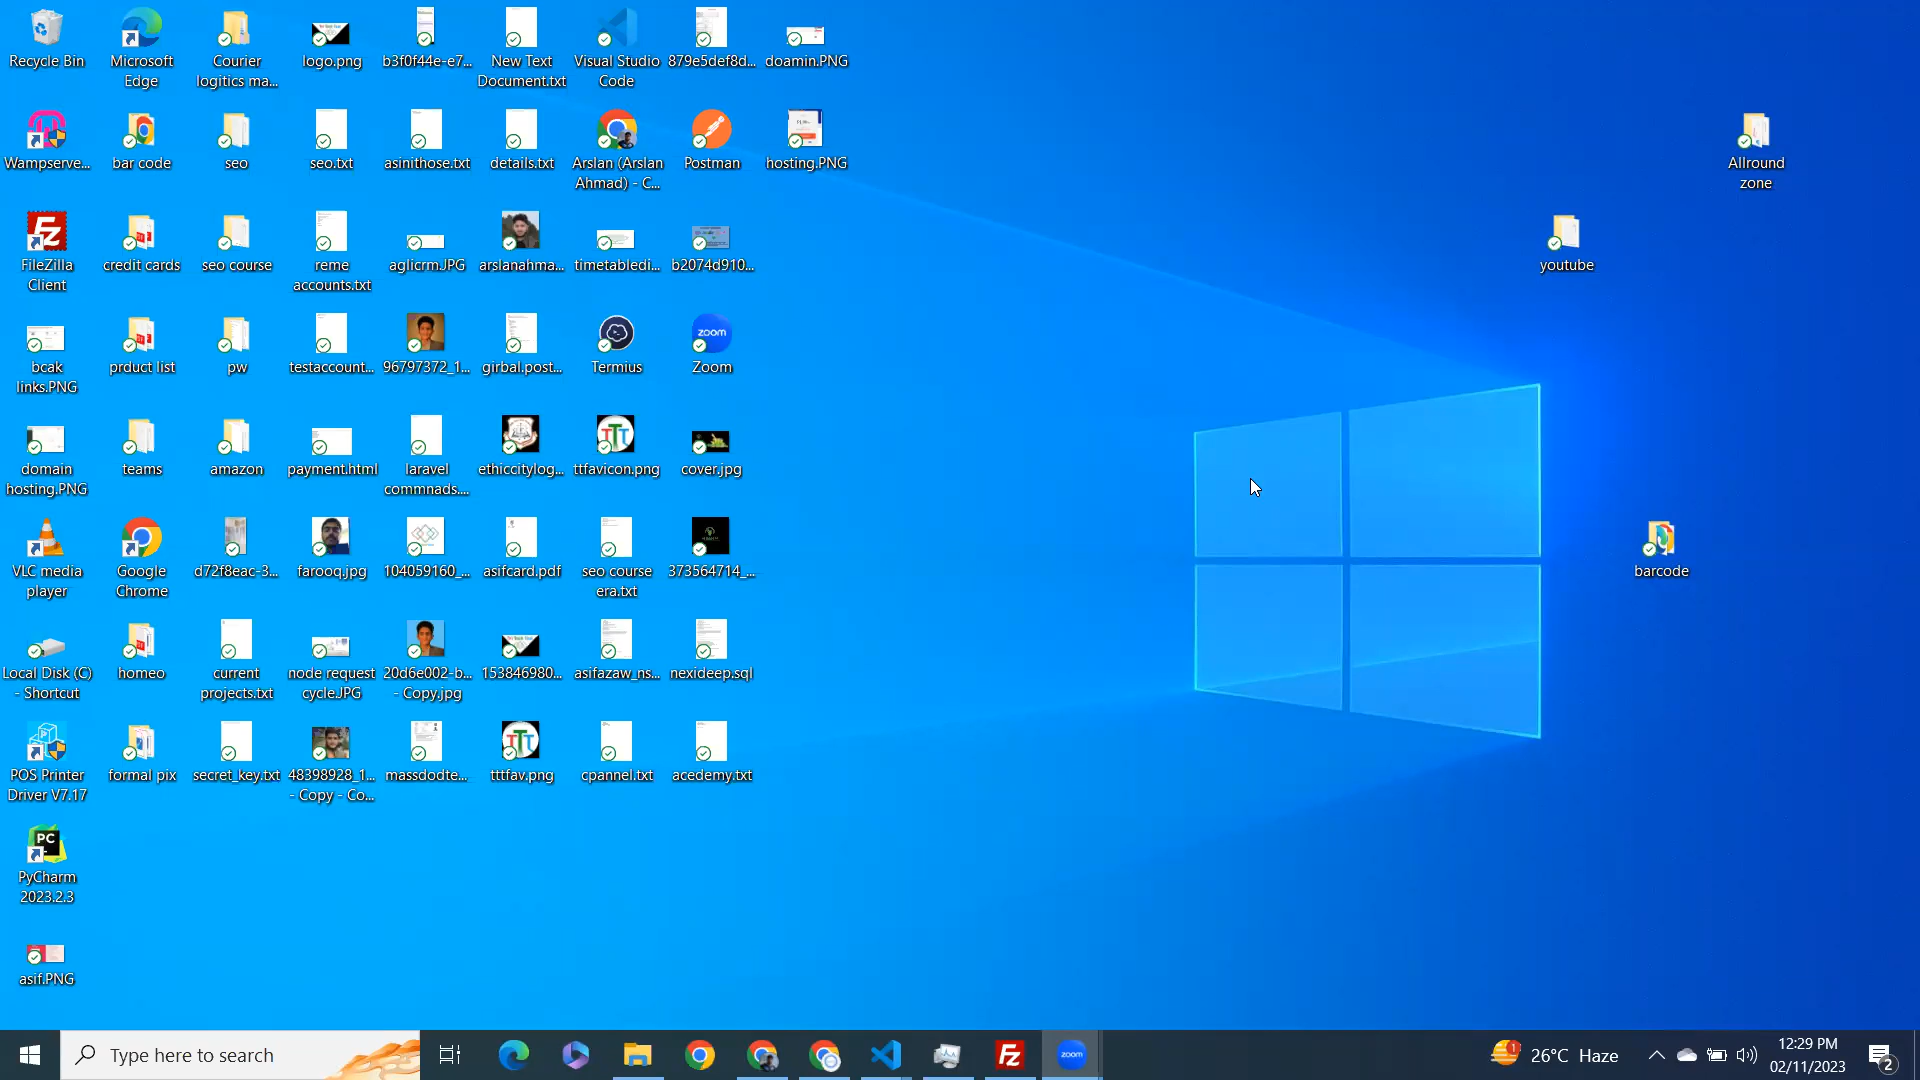 Recycle Bin
Microsoft
Edge
Courier
logitics ma...
logo.png
b3f0f44e-e7...
New Text
Document.txt
Visual Studio
Code
879e5def8d...
doamin.PNG
Wampserve...
bar code
seo
seo.txt
asinithose.txt
details.txt
Arslan (Arslan
Ahmad) - C...
Postman
hosting.PNG
Allround
zone
FileZilla
Client
credit cards
seo course
reme
accounts.txt
aglicrm.JPG
arslanahma...
timetabledi...
b2074d910...
youtube
bcak
links.PNG
prduct list
pw
testaccount...
96797372_1...
girbal.post...
Termius
zoom
Zoom
domain
hosting.PNG
teams
amazon
payment.html
laravel
commnads....
ethiccitylog...
ttfavicon.png
cover.jpg
VLC media
player
Google
Chrome
d72f8eac-3...
farooq.jpg
104059160_...
asifcard.pdf
seo course
era.txt
373564714_...
barcode
Local Disk (C)
- Shortcut
homeo
current
projects.txt
node request
cycle.JPG
20d6e002-b...
- Copy.jpg
153846980...
asifazaw_ns...
nexideep.sql
POS Printer
Driver V7.17
formal pix
secret_key.txt
48398928_1...
- Copy - Co...
massdodte...
tttfav.png
cpannel.txt
acedemy.txt
PC
PyCharm
2023.2.3
asif.PNG
Type here to search
zoom
1
26°C Haze
12:29 PM
02/11/2023
2